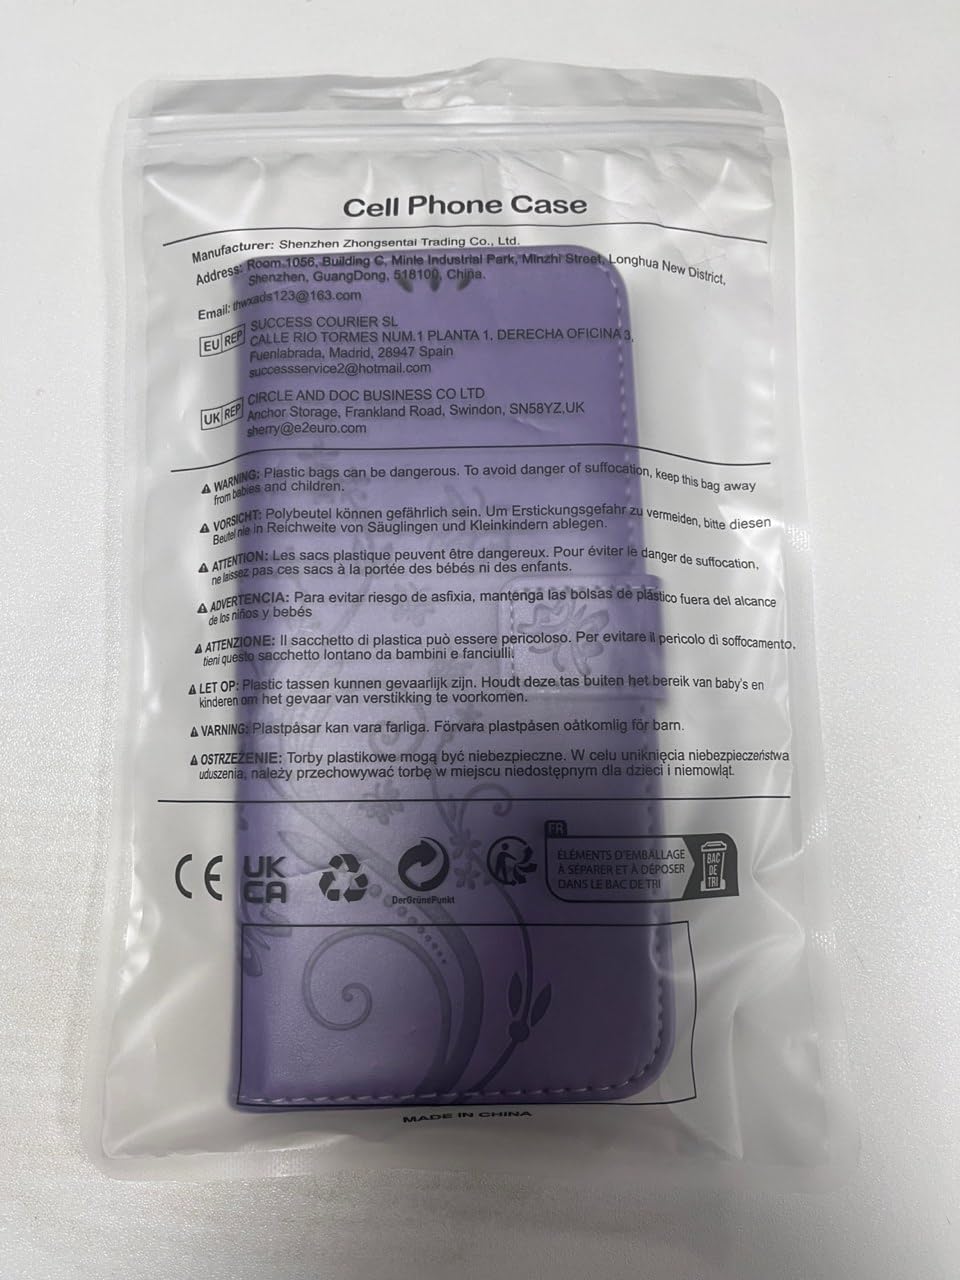 Cell Phone Case
Manufacturer: Shenzhen Zhongsentai Trading Co., Ltd.
Address: Room 1056, Building C, Minle Industrial Park, Minzhi Street, Longhua New District,
Shenzhen, GuangDong, 518100, China.
Email: thwxads123@163.com
EU REP
SUCCESS COURIER SL
CALLE RIO TORMES NUM.1 PLANTA 1, DERECHA OFICINA 3,
Fuenlabrada, Madrid, 28947 Spain
successservice2@hotmail.com
UK REP
CIRCLE AND DOC BUSINESS CO LTD
Anchor Storage, Frankland Road, Swindon, SN58YZ,UK
sherry@e2euro.com
WARNING: Plastic bags can be dangerous. To avoid danger of suffocation, keep this bag away
from babies and children.
VORSICHT: Polybeutel können gefährlich sein. Um Erstickungsgefahr zu vermeiden, bitte diesen
Beutel nie in Reichweite von Säuglingen und Kleinkindern ablegen.
ATTENTION: Les sacs plastique peuvent être dangereux. Pour éviter le danger de suffocation,
ne laissez pas ces sacs à la portée des bébés ni des enfants.
ADVERTENCIA: Para evitar riesgo de asfixia, mantenga las bolsas de plástico fuera del alcance
de los niños y bebés
ATTENZIONE: Il sacchetto di plastica può essere pericoloso. Per evitare il pericolo di soffocamento,
tieni questo sacchetto lontano da bambini e fanciulli.
LET OP: Plastic tassen kunnen gevaarlijk zijn. Houdt deze tas buiten het bereik van baby's en
kinderen om het gevaar van verstikking te voorkomen.
VARNING: Plastpåsar kan vara farliga. Förvara plastpåsen oåtkomlig för barn.
OSTRZEŻENIE: Torby plastikowe mogą być niebezpieczne. W celu uniknięcia niebezpieczeństwa
uduszenia, należy przechowywać torbę w miejscu niedostępnym dla dzieci i niemowląt.
CE
UK
CA
DerGrünePunkt
FR
ÉLÉMENTS D'EMBALLAGE
À SÉPARER ET À DÉPOSER
DANS LE BAC DE TRI
BAC
DE
TRI
MADE IN CHINA